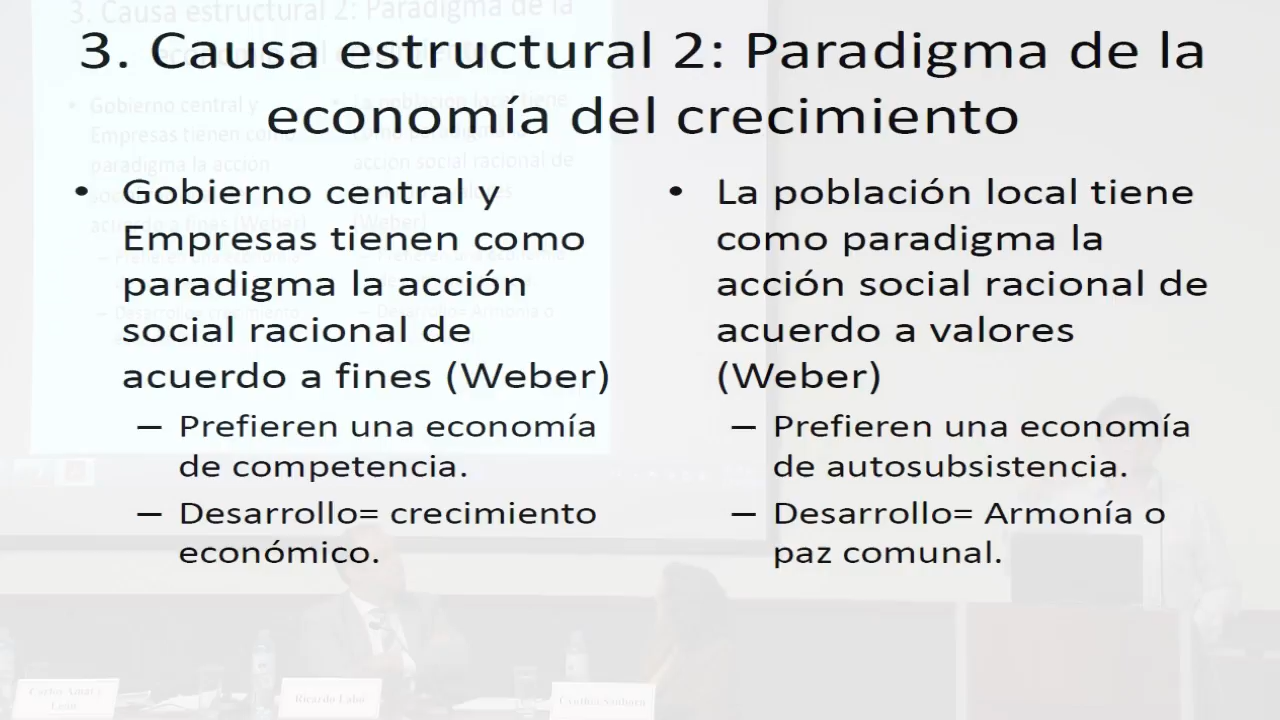 3. Causa estructural 2: Paradigma de la
economía del crecimiento
• Gobierno central y
Empresas tienen como
paradigma la acción
social racional de
acuerdo a fines (Weber)
– Prefieren una economía
de competencia.
– Desarrollo= crecimiento
económico.
• La población local tiene
como paradigma la
acción social racional de
acuerdo a valores
(Weber)
– Prefieren una economía
de autosubsistencia.
– Desarrollo= Armonía o
paz comunal.
Ricardo Labó